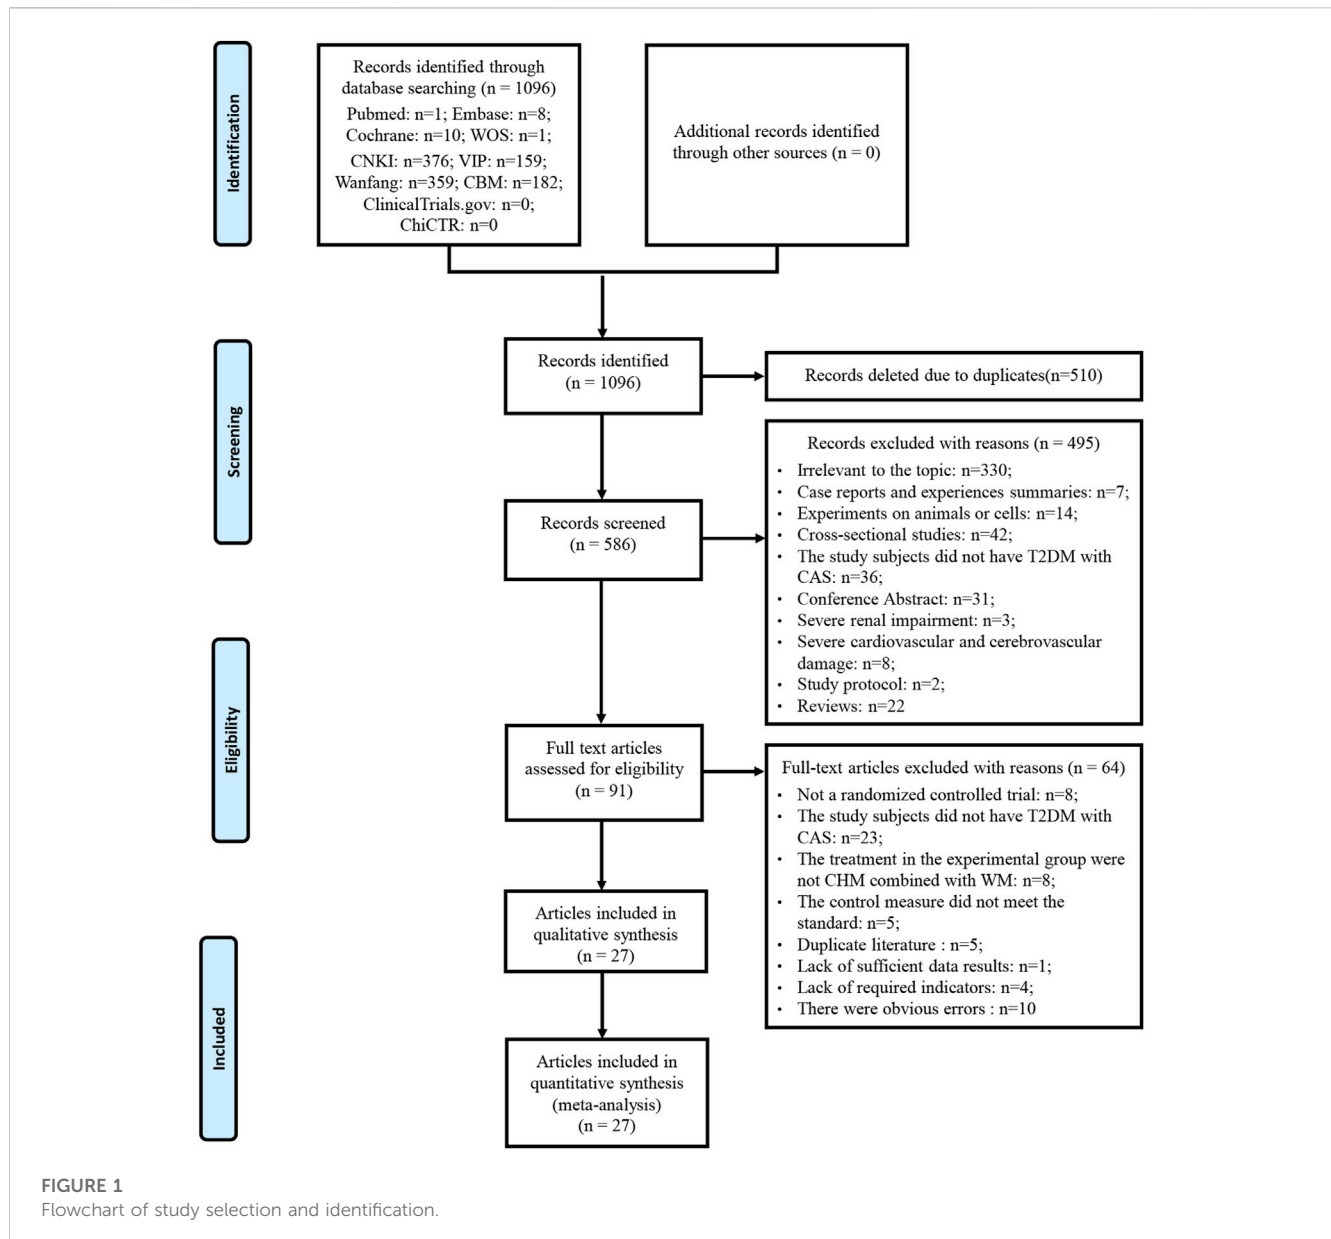 Identification
Records identified through
database searching (n = 1096)
Pubmed: n=1; Embase: n=8;
Cochrane: n=10; WOS: n=1;
CNKI: n=376; VIP: n=159;
Wanfang: n=359; CBM: n=182;
ClinicalTrials.gov: n=0;
ChiCTR: n=0
Additional records identified
through other sources (n = 0)
Screening
Records identified
(n = 1096)
Records deleted due to duplicates(n=510)
Records screened
(n = 586)
Records excluded with reasons (n = 495)
• Irrelevant to the topic: n=330;
• Case reports and experiences summaries: n=7;
• Experiments on animals or cells: n=14;
• Cross-sectional studies: n=42;
• The study subjects did not have T2DM with
CAS: n=36;
• Conference Abstract: n=31;
• Severe renal impairment: n=3;
• Severe cardiovascular and cerebrovascular
damage: n=8;
• Study protocol: n=2;
• Reviews: n=22
Eligibility
Full text articles
assessed for eligibility
(n = 91)
Full-text articles excluded with reasons (n = 64)
• Not a randomized controlled trial: n=8;
• The study subjects did not have T2DM with
CAS: n=23;
• The treatment in the experimental group were
not CHM combined with WM: n=8;
• The control measure did not meet the
standard: n=5;
• Duplicate literature : n=5;
• Lack of sufficient data results: n=1;
• Lack of required indicators: n=4;
• There were obvious errors : n=10
Included
Articles included in
qualitative synthesis
(n = 27)
Articles included in
quantitative synthesis
(meta-analysis)
(n = 27)
FIGURE 1
Flowchart of study selection and identification.